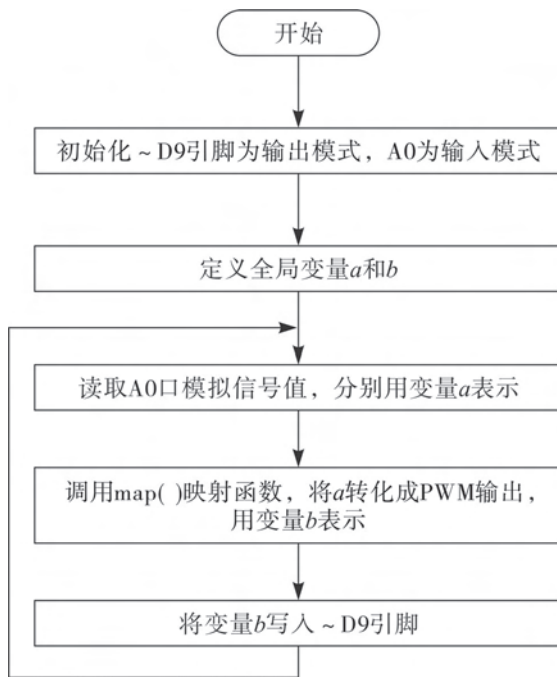 开始
初始化~D9引脚为输出模式，A0为输入模式
定义全局变量a和b
读取A0口模拟信号值，分别用变量a表示
调用map( )映射函数，将a转化成PWM输出，
用变量b表示
将变量b写入~D9引脚